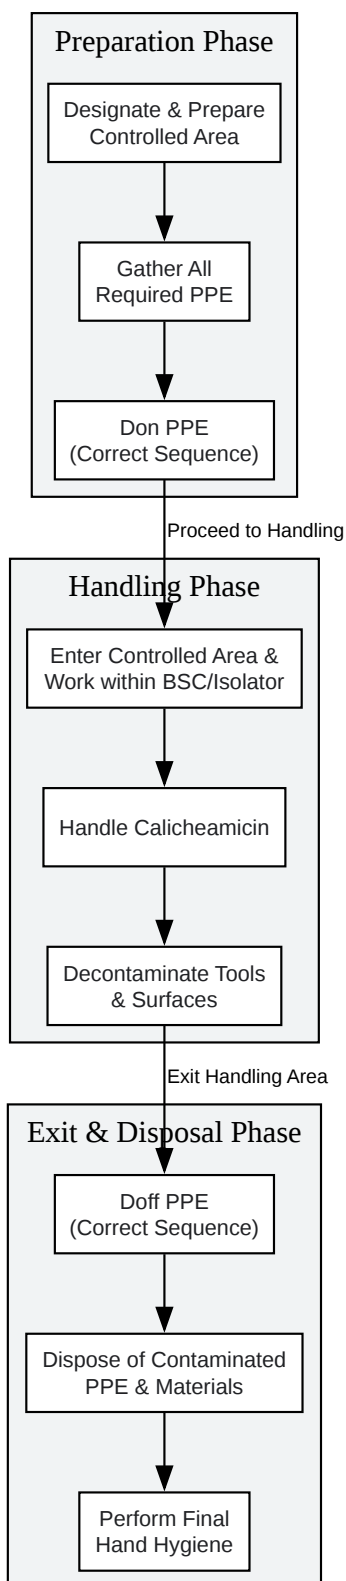 Preparation Phase
Designate & Prepare
Controlled Area
Gather All
Required PPE
Don PPE
(Correct Sequence)
Proceed to Handling
Handling Phase
Enter Controlled Area &
Work within BSC/Isolator
Handle Calicheamicin
Decontaminate Tools
& Surfaces
Exit Handling Area
Exit & Disposal Phase
Doff PPE
(Correct Sequence)
Dispose of Contaminated
PPE & Materials
Perform Final
Hand Hygiene